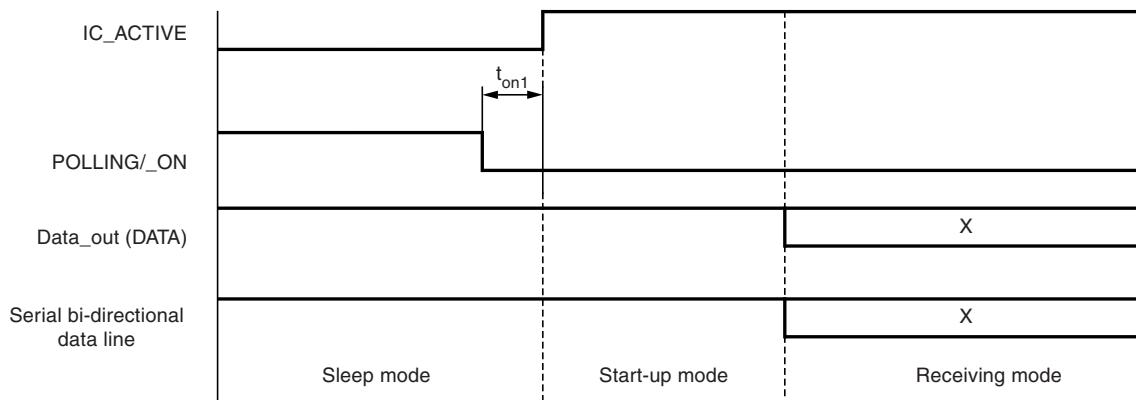 IC_ACTIVE
ton1
POLLING/_ON
Data_out (DATA)
X
Serial bi-directional
data line
X
Sleep mode
Start-up mode
Receiving mode